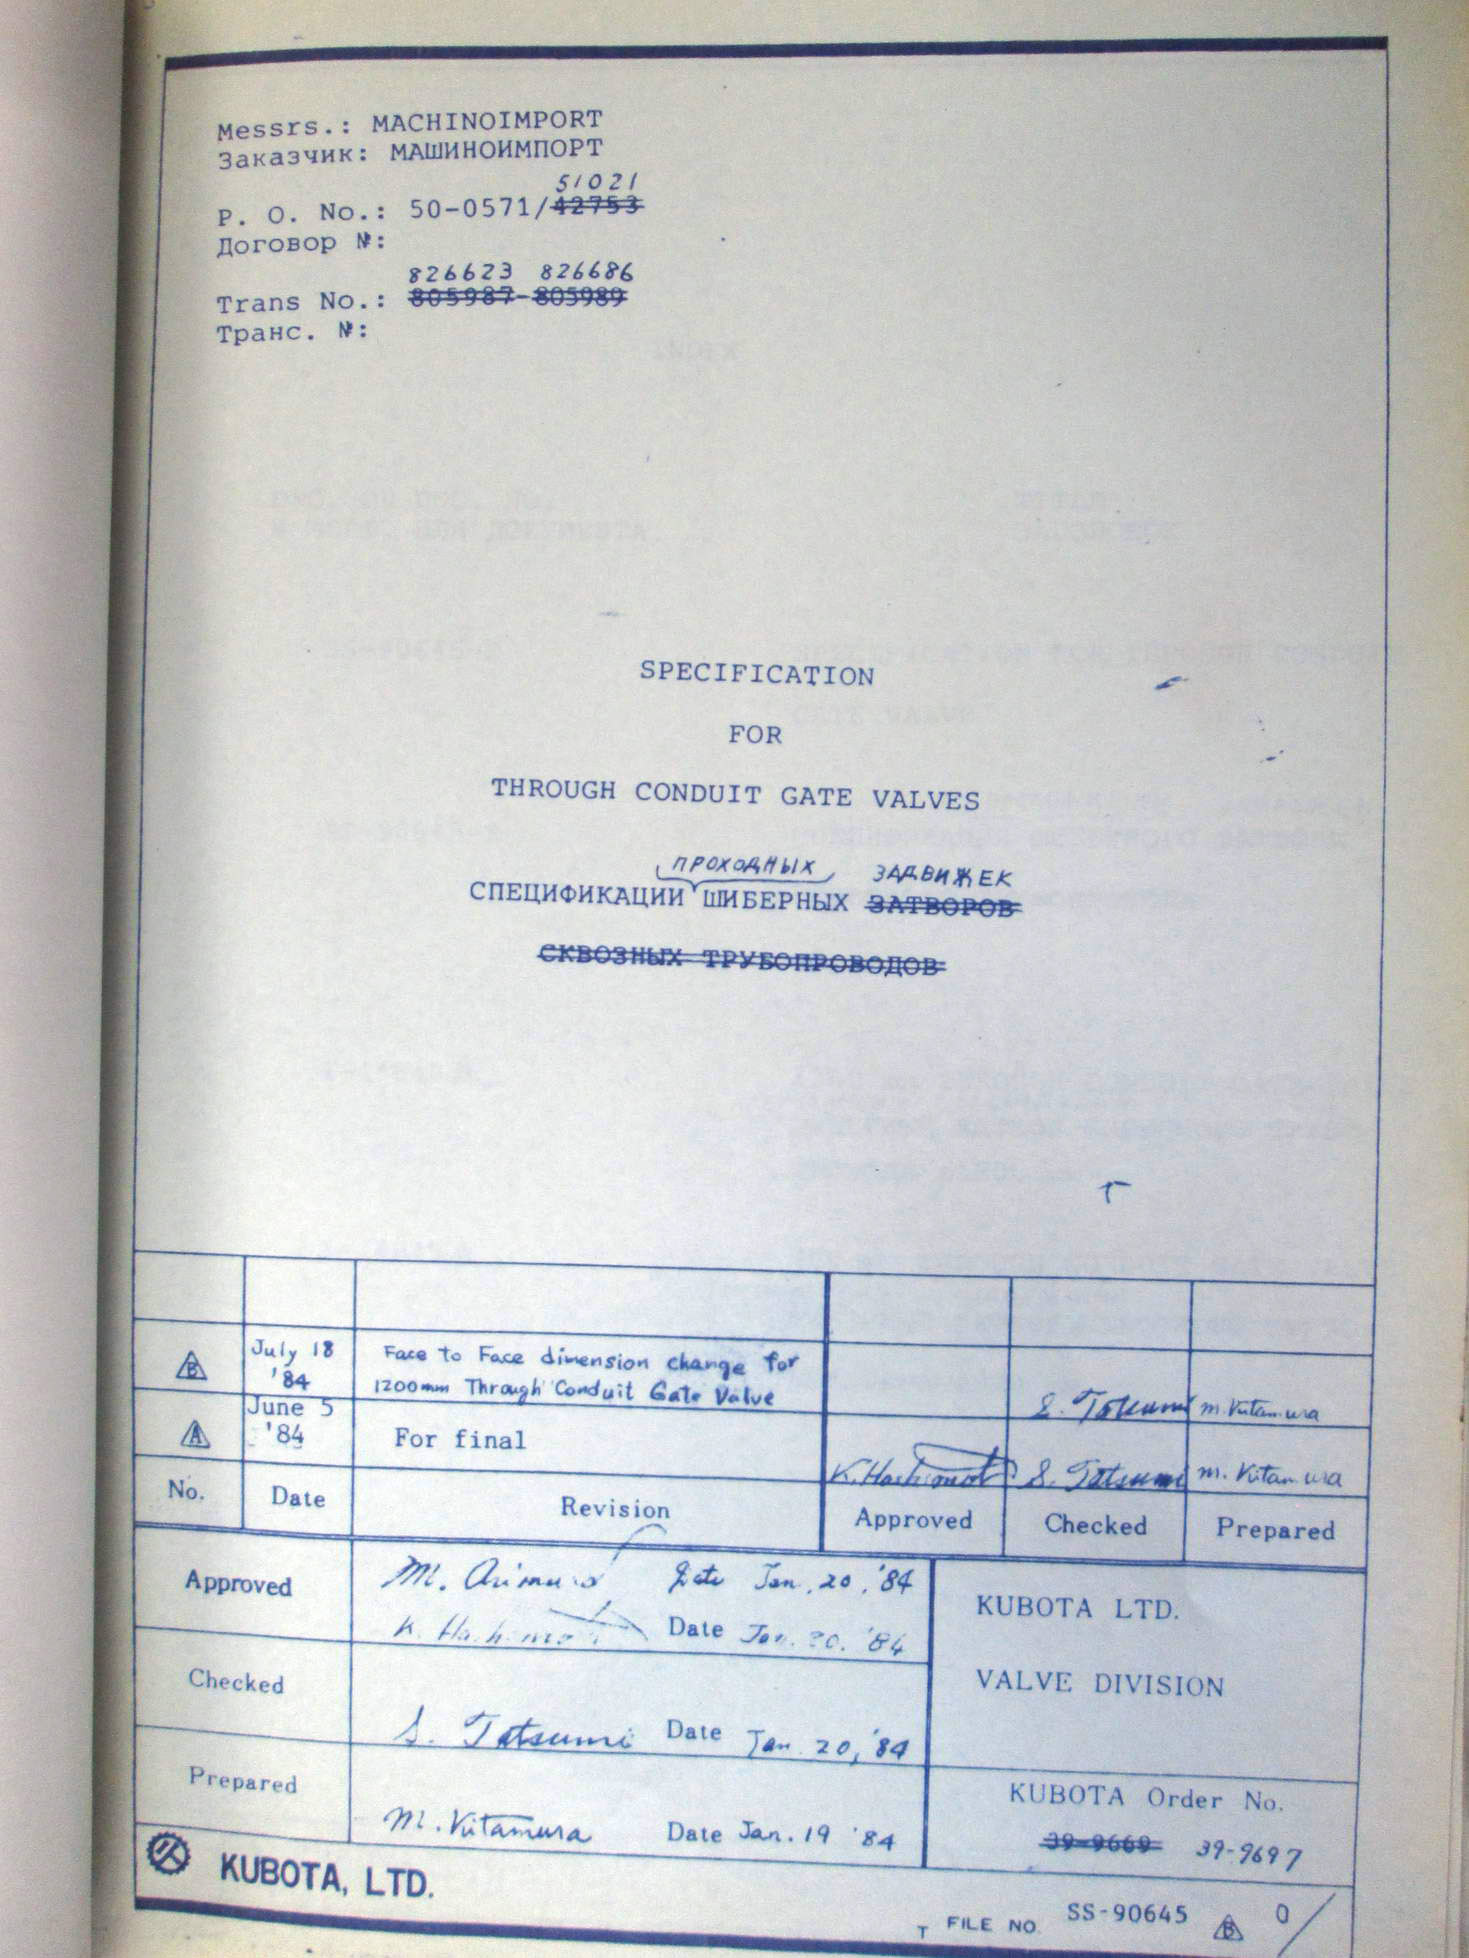 Messrs.: MACHINOIMPORT
Заказчик: МАШИНОИМПОРТ
51021
P. O. No.: 50-0571/42753
Договор №:
826623 826686
Trans No.: 805987-805989
Транс. №:
SPECIFICATION
FOR
THROUGH CONDUIT GATE VALVES
ПРОХОДНЫХ ЗАДВИЖЕК
СПЕЦИФИКАЦИИ ШИБЕРНЫХ ЗАТВОРОВ
СКВОЗНЫХ ТРУБОПРОВОДОВ
B July 18 '84 Face to Face dimension change for
1200mm Through Conduit Gate Valve S. Tatsumi M. Kitamura
A June 5 '84 For final K. Hashimoto S. Tatsumi M. Kitamura
No. Date Revision Approved Checked Prepared
Approved M. Arimura Date Jan. 20, '84
K. Hashimoto Date Jan. 20. '84
KUBOTA LTD.
VALVE DIVISION
Checked S. Tatsumi Date Jan. 20, '84
Prepared M. Kitamura Date Jan. 19 '84
KUBOTA Order No.
39-9669 39-9697
KUBOTA, LTD.
T FILE NO. SS-90645 B 0/